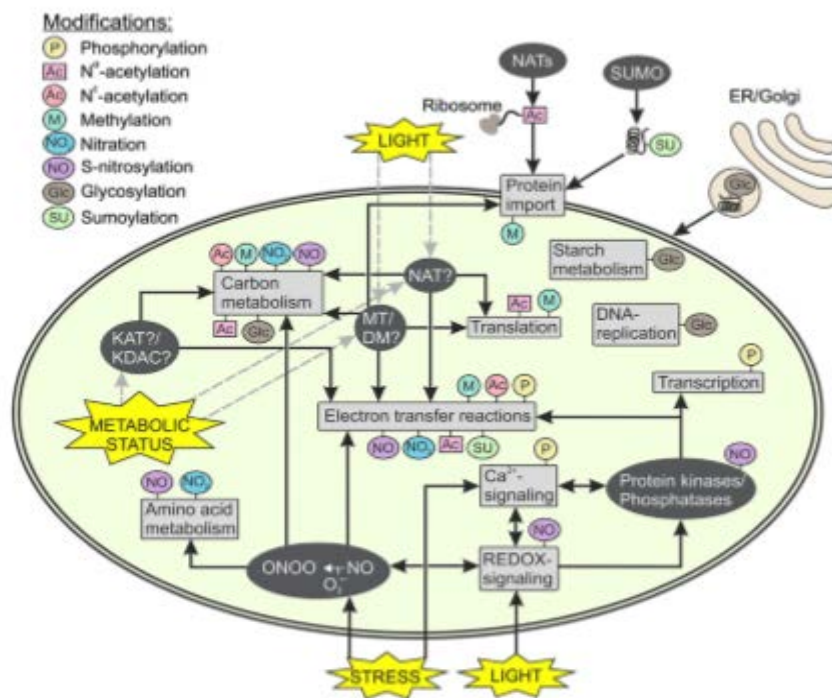 Modifications:
P Phosphorylation
Ac Nα-acetylation
Ac Nε-acetylation
M Methylation
NO₂ Nitration
NO S-nitrosylation
Glc Glycosylation
SU Sumoylation
NATs
SUMO
ER/Golgi
Ribosome
Ac
LIGHT
SU
Glc
Protein
import
M
Ac M NO₂ NO
Carbon
metabolism
Ac Glc
NAT?
Starch
metabolism
Glc
KAT?/
KDAC?
MT/
DM?
Ac M
Translation
DNA-
replication
Glc
P
Transcription
METABOLIC
STATUS
M Ac P
Electron transfer reactions
NO NO₂ Ac SU
P
Ca²⁺-
signaling
NO
Protein kinases/
Phosphatases
NO NO₂
Amino acid
metabolism
NO
REDOX-
signaling
ONOO NO
O₂⁻
STRESS
LIGHT